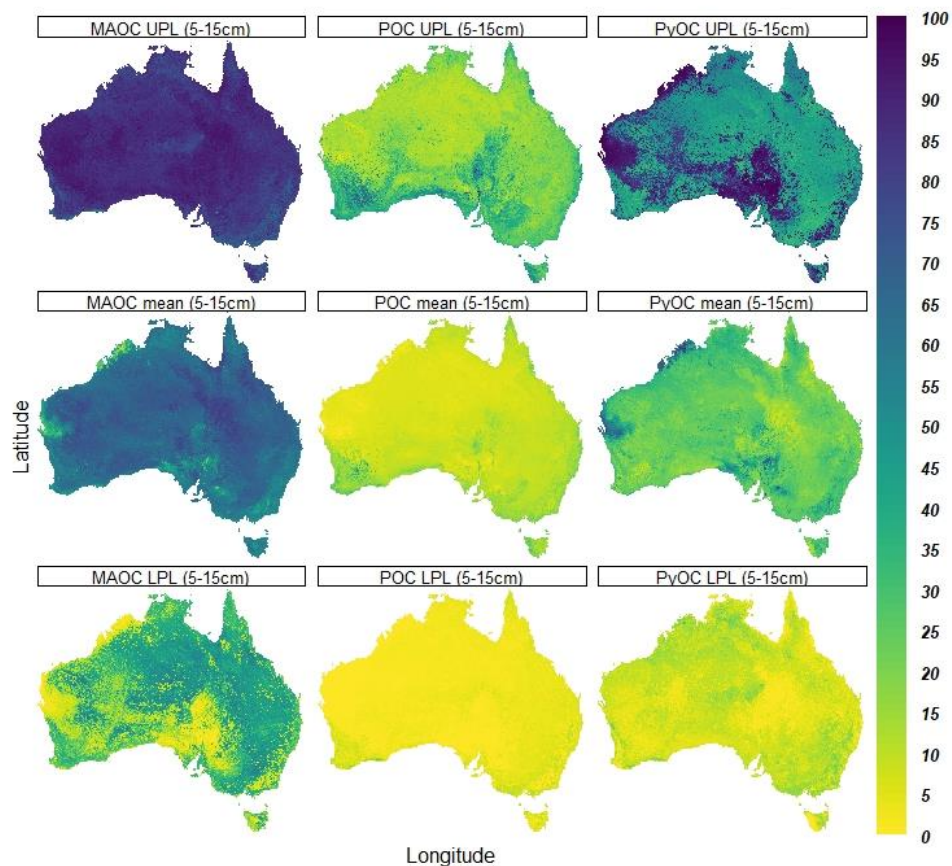 MAOC UPL (5-15cm)
POC UPL (5-15cm)
PyOC UPL (5-15cm)
MAOC mean (5-15cm)
POC mean (5-15cm)
PyOC mean (5-15cm)
MAOC LPL (5-15cm)
POC LPL (5-15cm)
PyOC LPL (5-15cm)
Latitude
Longitude
100
95
90
85
80
75
70
65
60
55
50
45
40
35
30
25
20
15
10
5
0